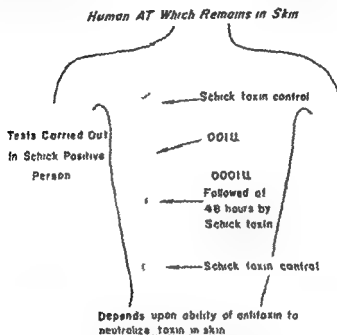 Human AT Which Remains in Skin
Schick toxin control
Tests Carried Out
in Schick Positive
Person
001U.
0001U.
Followed at
48 hours by
Schick toxin
Schick toxin control
Depends upon ability of antitoxin to
neutralize toxin in skin